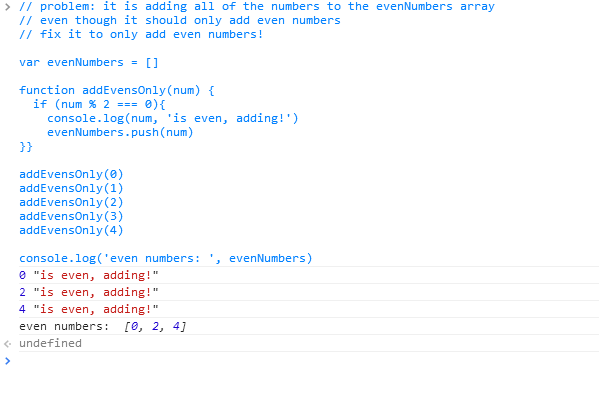 // problem: it is adding all of the numbers to the evenNumbers array
// even though it should only add even numbers
// fix it to only add even numbers!
var evenNumbers = []
function addEvensOnly(num) {
if (num % 2 === 0){
console.log(num, 'is even, adding!')
evenNumbers.push(num)
}}
addEvensOnly(0)
addEvensOnly(1)
addEvensOnly(2)
addEvensOnly(3)
addEvensOnly(4)
console.log('even numbers: ', evenNumbers)
0 "is even, adding!"
2 "is even, adding!"
4 "is even, adding!"
even numbers:  [0, 2, 4]
undefined